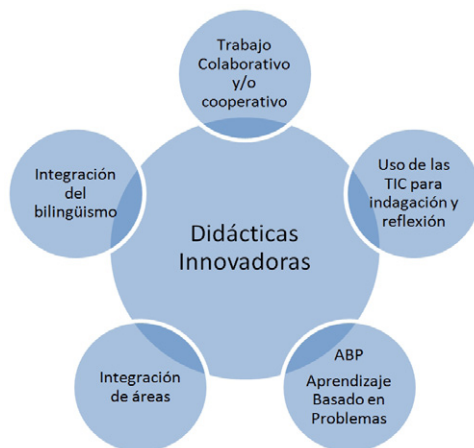 Trabajo
Colaborativo
y/o
cooperativo
Integración
del
bilingüismo
Uso de las
TIC para
indagación y
reflexión
Didácticas
Innovadoras
Integración
de áreas
ABP
Aprendizaje
Basado en
Problemas